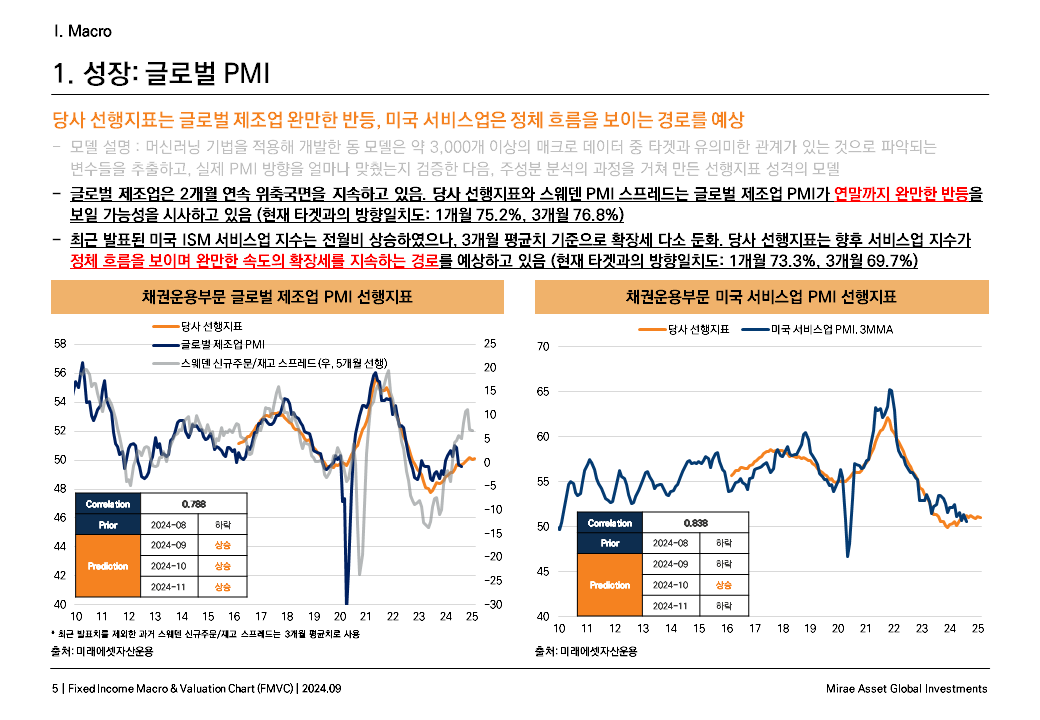 I. Macro
1. 성장: 글로벌 PMI
당사 선행지표는 글로벌 제조업 완만한 반등, 미국 서비스업은 정체 흐름을 보이는 경로를 예상
− 모델 설명 : 머신러닝 기법을 적용해 개발한 동 모델은 약 3,000개 이상의 매크로 데이터 중 타겟과 유의미한 관계가 있는 것으로 파악되는
변수들을 추출하고, 실제 PMI 방향을 얼마나 맞췄는지 검증한 다음, 주성분 분석의 과정을 거쳐 만든 선행지표 성격의 모델
− 글로벌 제조업은 2개월 연속 위축국면을 지속하고 있음. 당사 선행지표와 스웨덴 PMI 스프레드는 글로벌 제조업 PMI가 연말까지 완만한 반등을
보일 가능성을 시사하고 있음 (현재 타겟과의 방향일치도: 1개월 75.2%, 3개월 76.8%)
− 최근 발표된 미국 ISM 서비스업 지수는 전월비 상승하였으나, 3개월 평균치 기준으로 확장세 다소 둔화. 당사 선행지표는 향후 서비스업 지수가
정체 흐름을 보이며 완만한 속도의 확장세를 지속하는 경로를 예상하고 있음 (현재 타겟과의 방향일치도: 1개월 73.3%, 3개월 69.7%)
채권운용부문 글로벌 제조업 PMI 선행지표
당사 선행지표
글로벌 제조업 PMI
스웨덴 신규주문/재고 스프레드(우, 5개월 선행)
58
56
54
52
50
48
46
44
42
40
25
20
15
10
5
0
−5
−10
−15
−20
−25
−30
Correlation 0.788
Prior 2024-08 하락
Prediction
2024-09 상승
2024-10 상승
2024-11 상승
10 11 12 13 14 15 16 17 18 19 20 21 22 23 24 25
* 최근 발표치를 제외한 과거 스웨덴 신규주문/재고 스프레드는 3개월 평균치로 사용
출처: 미래에셋자산운용
채권운용부문 미국 서비스업 PMI 선행지표
당사 선행지표 미국 서비스업 PMI, 3MMA
70
65
60
55
50
45
40
Correlation 0.838
Prior 2024-08 하락
Prediction
2024-09 하락
2024-10 상승
2024-11 하락
10 11 12 13 14 15 16 17 18 19 20 21 22 23 24 25
출처: 미래에셋자산운용
5 | Fixed Income Macro & Valuation Chart (FMVC) | 2024.09
Mirae Asset Global Investments